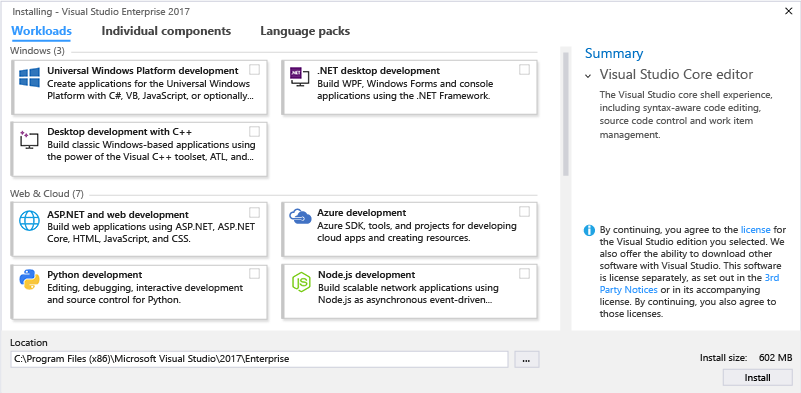 Installing - Visual Studio Enterprise 2017
Workloads Individual components Language packs
Windows (3)
Universal Windows Platform development
Create applications for the Universal Windows
Platform with C#, VB, JavaScript, or optionally...
.NET
.NET desktop development
Build WPF, Windows Forms and console
applications using the .NET Framework.
Desktop development with C++
Build classic Windows-based applications using
the power of the Visual C++ toolset, ATL, and...
Web & Cloud (7)
ASP.NET and web development
Build web applications using ASP.NET, ASP.NET
Core, HTML, JavaScript, and CSS.
Azure development
Azure SDK, tools, and projects for developing
cloud apps and creating resources.
Python development
Editing, debugging, interactive development
and source control for Python.
JS
Node.js development
Build scalable network applications using
Node.js as asynchronous event-driven...
Summary
Visual Studio Core editor
The Visual Studio core shell experience,
including syntax-aware code editing,
source code control and work item
management.
By continuing, you agree to the license for
the Visual Studio edition you selected. We
also offer the ability to download other
software with Visual Studio. This software
is license separately, as set out in the 3rd
Party Notices or in its accompanying
license. By continuing, you also agree to
those licenses.
Location
C:\Program Files (x86)\Microsoft Visual Studio\2017\Enterprise
...
Install size: 602 MB
Install